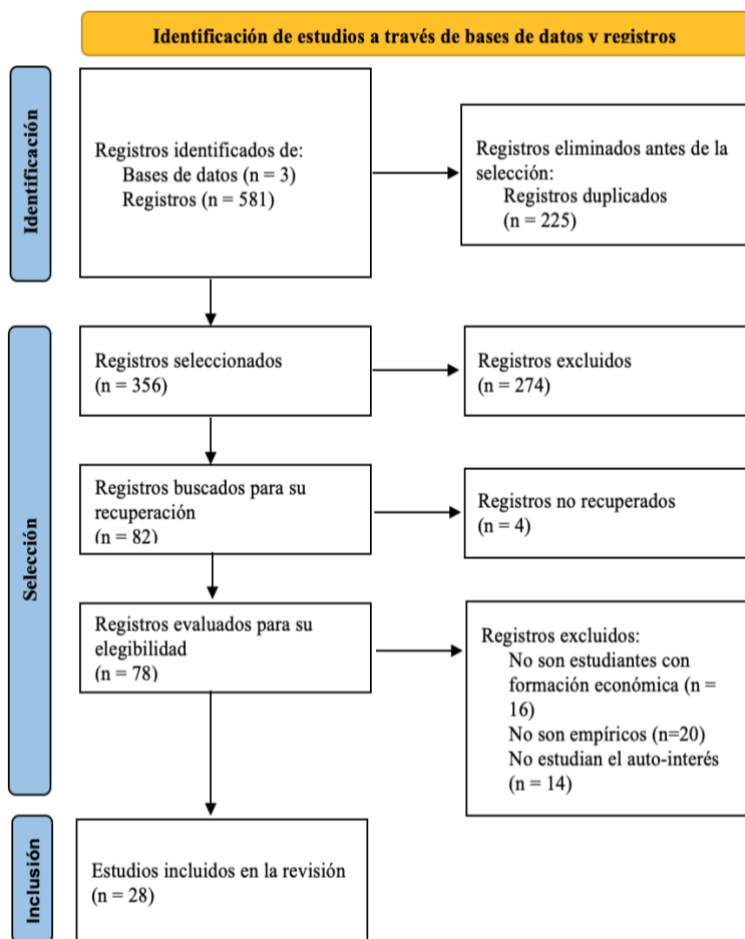 Identificación de estudios a través de bases de datos y registros
Identificación
Registros identificados de:
Bases de datos (n = 3)
Registros (n = 581)
Registros eliminados antes de la
selección:
Registros duplicados
(n = 225)
Selección
Registros seleccionados
(n = 356)
Registros excluidos
(n = 274)
Registros buscados para su
recuperación
(n = 82)
Registros no recuperados
(n = 4)
Registros evaluados para su
elegibilidad
(n = 78)
Registros excluidos:
No son estudiantes con
formación económica (n =
16)
No son empíricos (n=20)
No estudian el auto-interés
(n = 14)
Inclusión
Estudios incluidos en la revisión
(n = 28)